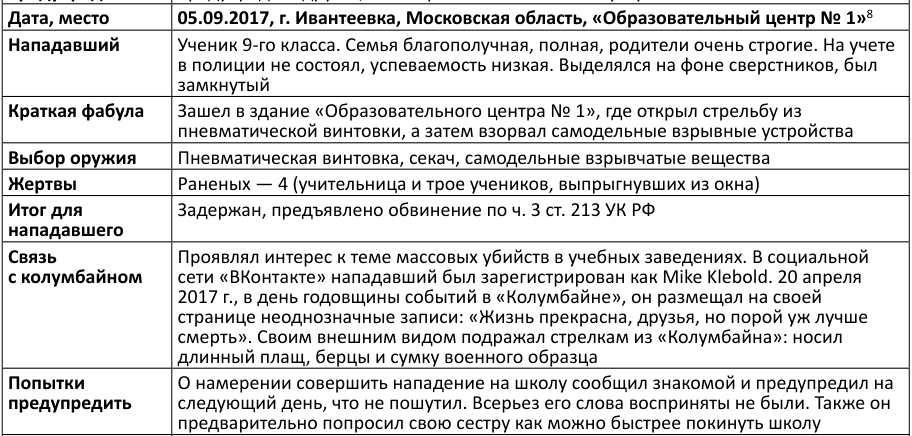 Дата, место
05.09.2017, г. Ивантеевка, Московская область, «Образовательный центр № 1»8
Нападавший
Ученик 9-го класса. Семья благополучная, полная, родители очень строгие. На учете
в полиции не состоял, успеваемость низкая. Выделялся на фоне сверстников, был
замкнутый
Краткая фабула
Зашел в здание «Образовательного центра № 1», где открыл стрельбу из
пневматической винтовки, а затем взорвал самодельные взрывные устройства
Выбор оружия
Пневматическая винтовка, секач, самодельные взрывчатые вещества
Жертвы
Раненых — 4 (учительница и трое учеников, выпрыгнувших из окна)
Итог для
нападавшего
Задержан, предъявлено обвинение по ч. 3 ст. 213 УК РФ
Связь
с колумбайном
Проявлял интерес к теме массовых убийств в учебных заведениях. В социальной
сети «ВКонтакте» нападавший был зарегистрирован как Mike Klebold. 20 апреля
2017 г., в день годовщины событий в «Колумбайне», он размещал на своей
странице неоднозначные записи: «Жизнь прекрасна, друзья, но порой уж лучше
смерть». Своим внешним видом подражал стрелкам из «Колумбайна»: носил
длинный плащ, берцы и сумку военного образца
Попытки
предупредить
О намерении совершить нападение на школу сообщил знакомой и предупредил на
следующий день, что не пошутил. Всерьез его слова восприняты не были. Также он
предварительно попросил свою сестру как можно быстрее покинуть школу